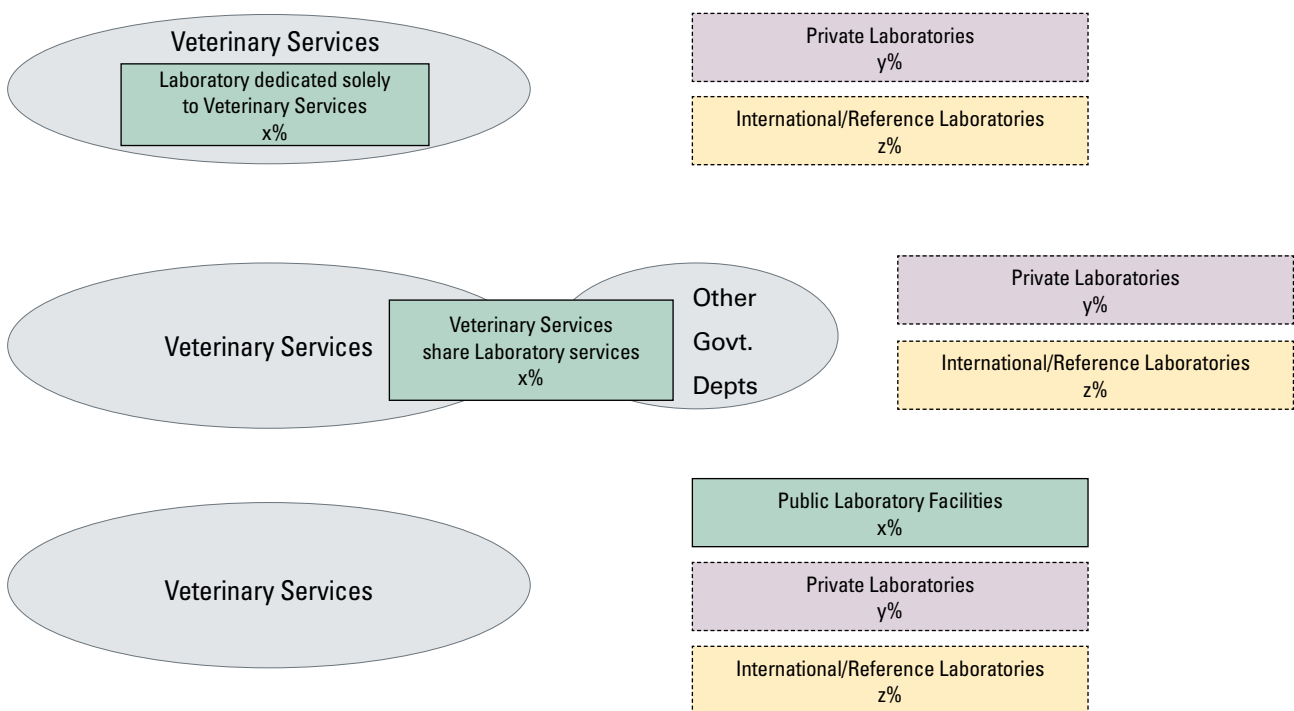 Veterinary Services
Laboratory dedicated solely
to Veterinary Services
x%
Private Laboratories
y%
International/Reference Laboratories
z%
Veterinary Services
Veterinary Services
share Laboratory services
x%
Other
Govt.
Depts
Private Laboratories
y%
International/Reference Laboratories
z%
Veterinary Services
Public Laboratory Facilities
x%
Private Laboratories
y%
International/Reference Laboratories
z%